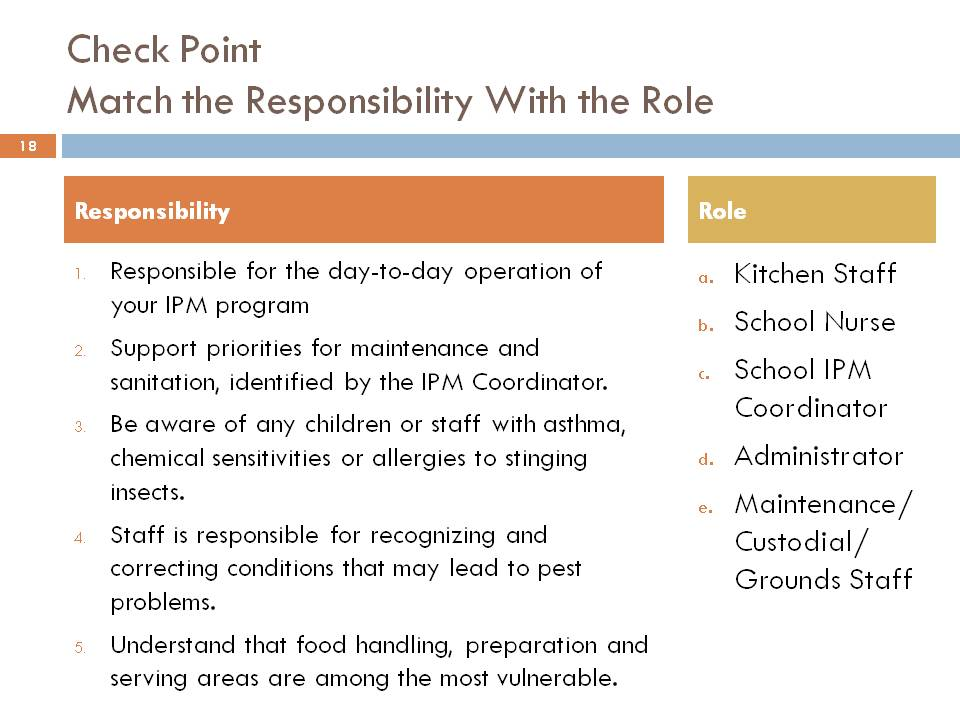 Check Point
Match the Responsibility With the Role
18
Responsibility
1. Responsible for the day-to-day operation of
your IPM program
2. Support priorities for maintenance and
sanitation, identified by the IPM Coordinator.
3. Be aware of any children or staff with asthma,
chemical sensitivities or allergies to stinging
insects.
4. Staff is responsible for recognizing and
correcting conditions that may lead to pest
problems.
5. Understand that food handling, preparation and
serving areas are among the most vulnerable.
Role
a. Kitchen Staff
b. School Nurse
c. School IPM
Coordinator
d. Administrator
e. Maintenance/
Custodial/
Grounds Staff